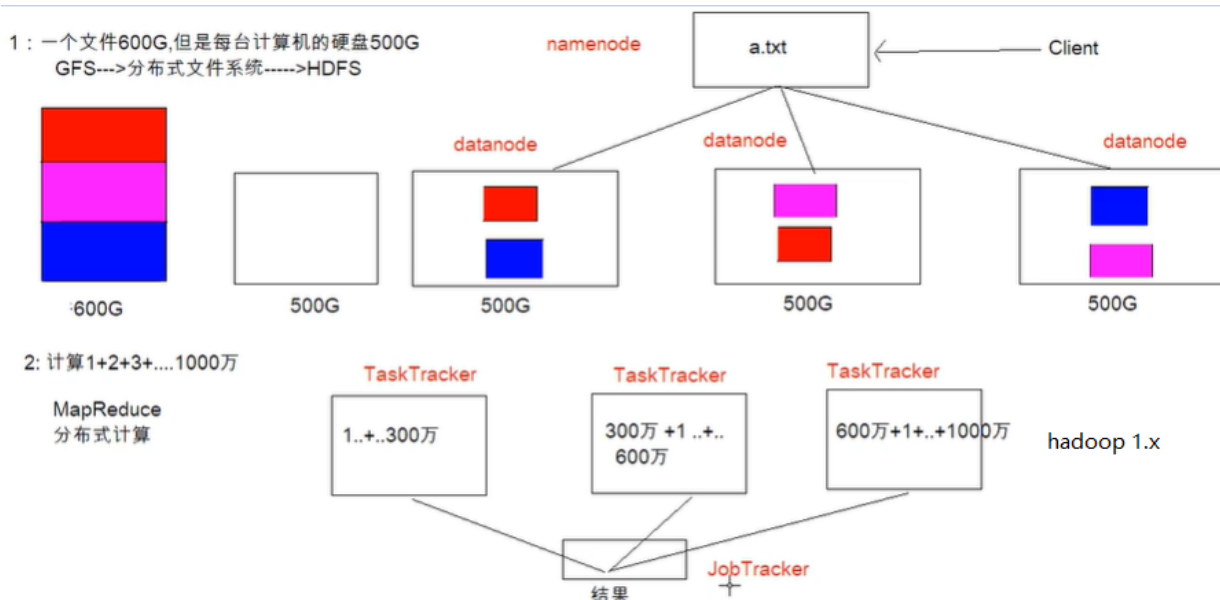 1：一个文件600G,但是每台计算机的硬盘500G
GFS--->分布式文件系统----->HDFS
namenode
a.txt
Client
datanode
datanode
datanode
600G
500G
500G
500G
500G
2: 计算1+2+3+....1000万
MapReduce
分布式计算
TaskTracker
TaskTracker
TaskTracker
1..+..300万
300万 +1 ..+..
600万
600万+1+..+1000万
hadoop 1.x
JobTracker
结果